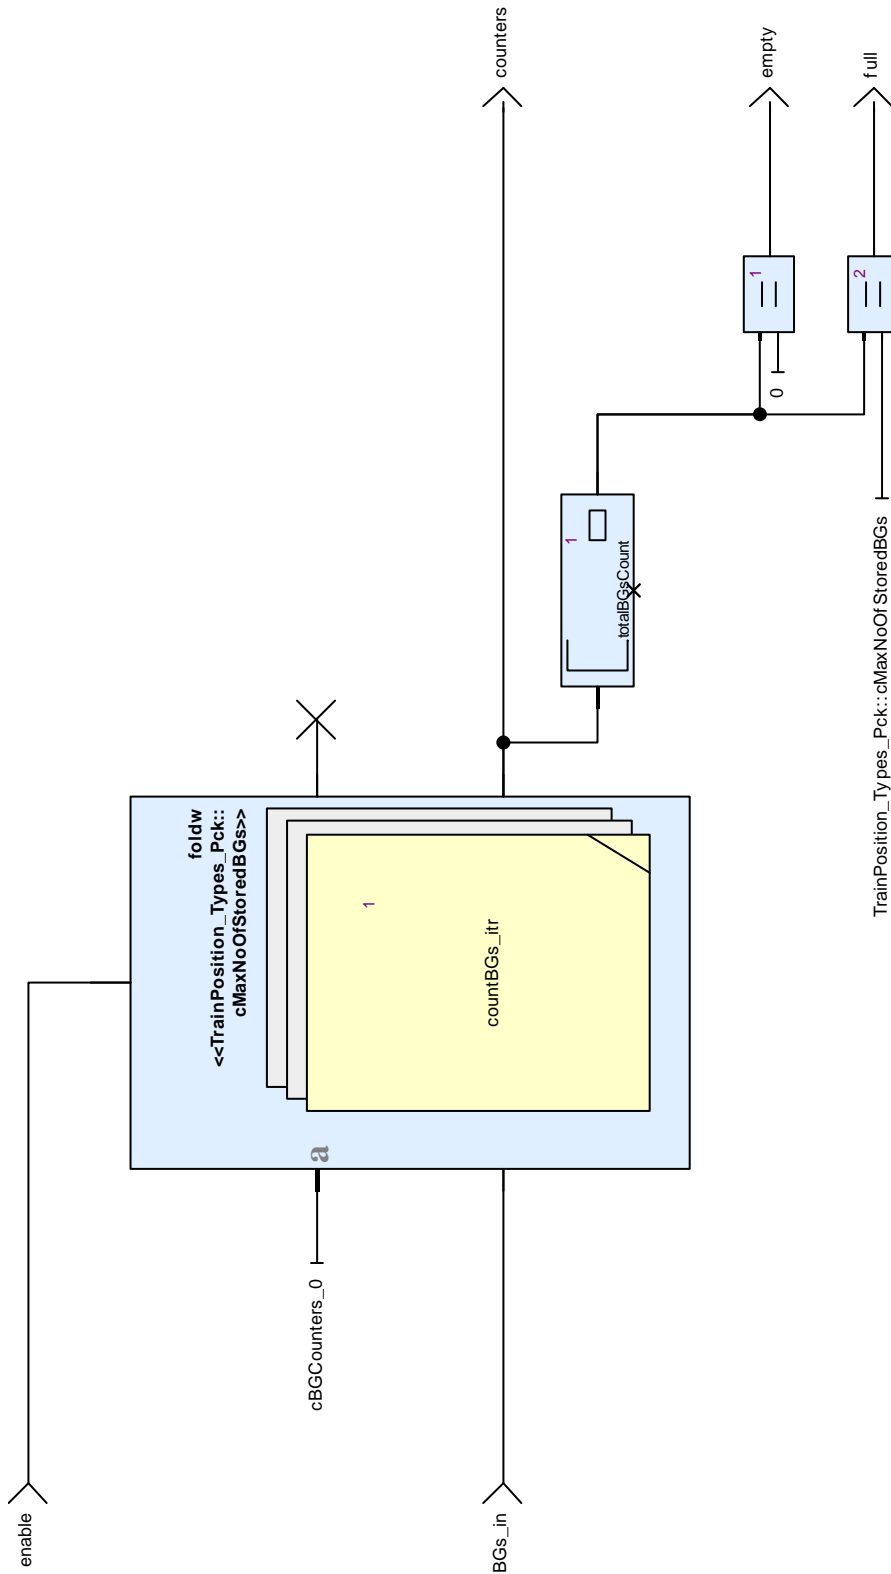 enable
BGs_in
cBGCounters_0
a
foldw
<<TrainPosition_Types_Pck::
cMaxNoOfStoredBGs>>
1
countBGs_itr
1
totalBGsCount
counters
0
1
empty
TrainPosition_Types_Pck::cMaxNoOfStoredBGs
2
full